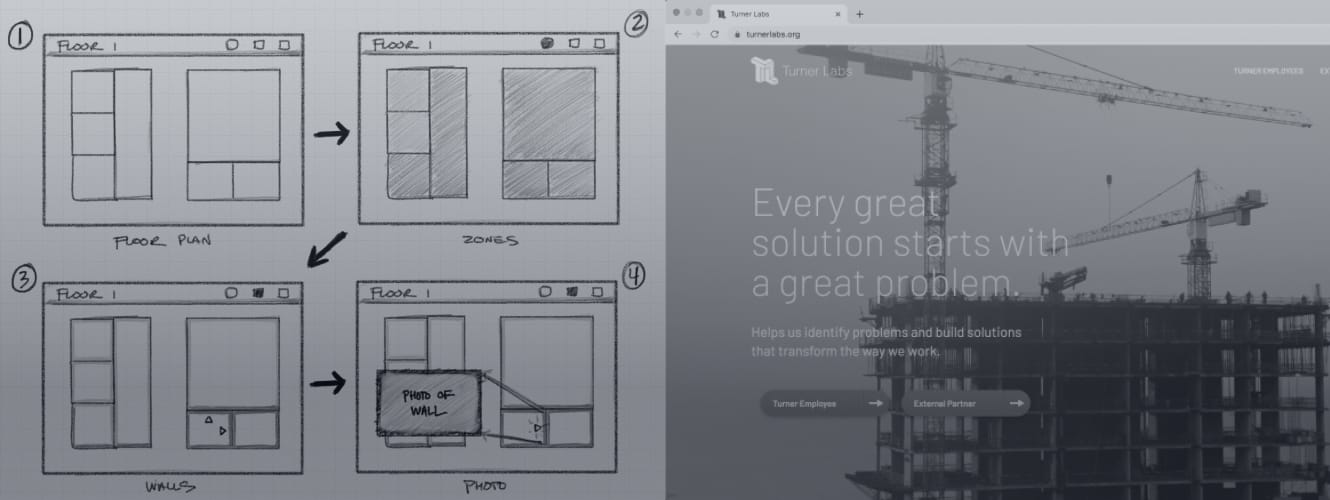 1
FLOOR 1
FLOOR PLAN
2
FLOOR 1
ZONES
3
FLOOR 1
WALLS
4
FLOOR 1
PHOTO OF
WALL
PHOTO
Turner Labs
turnerlabs.org
Turner Labs
TURNER EMPLOYEES
EX
Every great
solution starts with
a great problem.
Helps us identify problems and build solutions
that transform the way we work.
Turner Employee
External Partner